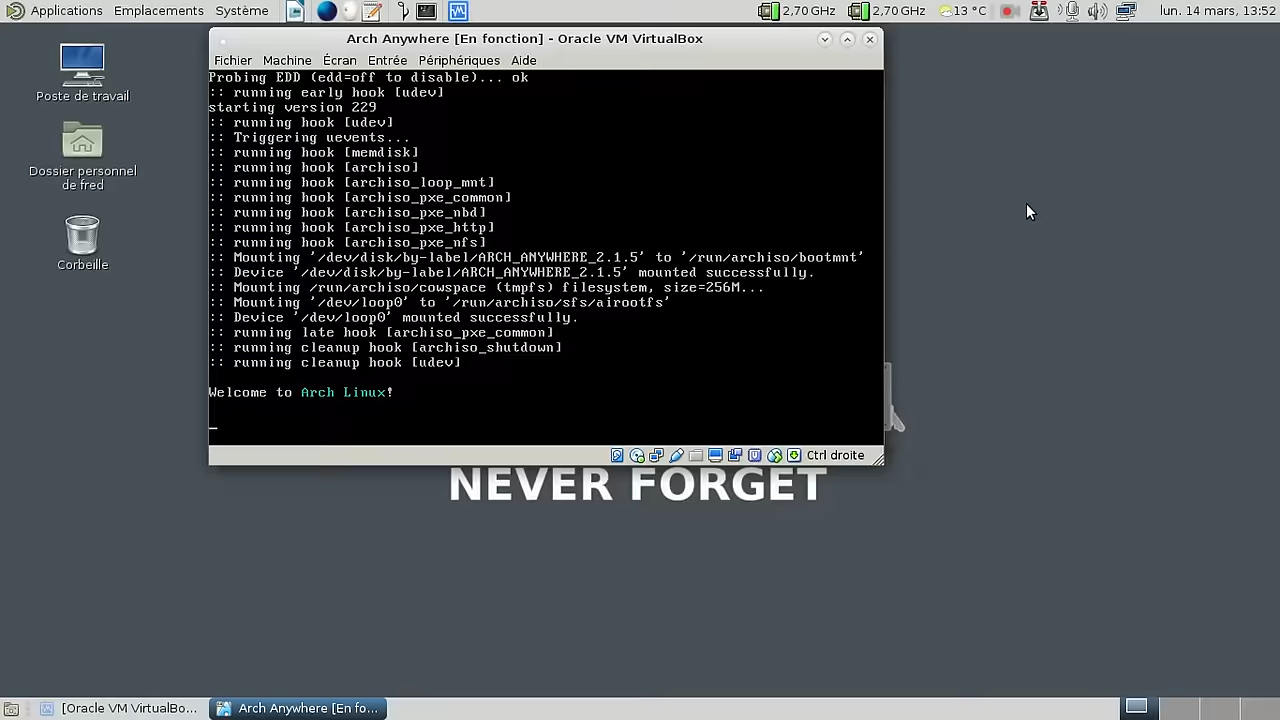 Applications Emplacements Système 2,70 GHz 2,70 GHz 13 °C lun. 14 mars, 13:52
Arch Anywhere [En fonction] - Oracle VM VirtualBox
Fichier Machine Écran Entrée Périphériques Aide
Probing EDD (edd=off to disable)... ok
:: running early hook [udev]
starting version 229
:: running hook [udev]
:: Triggering uevents...
:: running hook [memdisk]
:: running hook [archiso]
:: running hook [archiso_loop_mnt]
:: running hook [archiso_pxe_common]
:: running hook [archiso_pxe_nbd]
:: running hook [archiso_pxe_http]
:: running hook [archiso_pxe_nfs]
:: Mounting '/dev/disk/by-label/ARCH_ANYWHERE_2.1.5' to '/run/archiso/bootmnt'
:: Device '/dev/disk/by-label/ARCH_ANYWHERE_2.1.5' mounted successfully.
:: Mounting /run/archiso/cowspace (tmpfs) filesystem, size=256M...
:: Mounting '/dev/loop0' to '/run/archiso/sfs/airootfs'
:: Device '/dev/loop0' mounted successfully.
:: running late hook [archiso_pxe_common]
:: running cleanup hook [archiso_shutdown]
:: running cleanup hook [udev]
Welcome to Arch Linux!
Ctrl droite
Poste de travail
Dossier personnel
de fred
Corbeille
NEVER FORGET
[Oracle VM VirtualBo... Arch Anywhere [En fo...